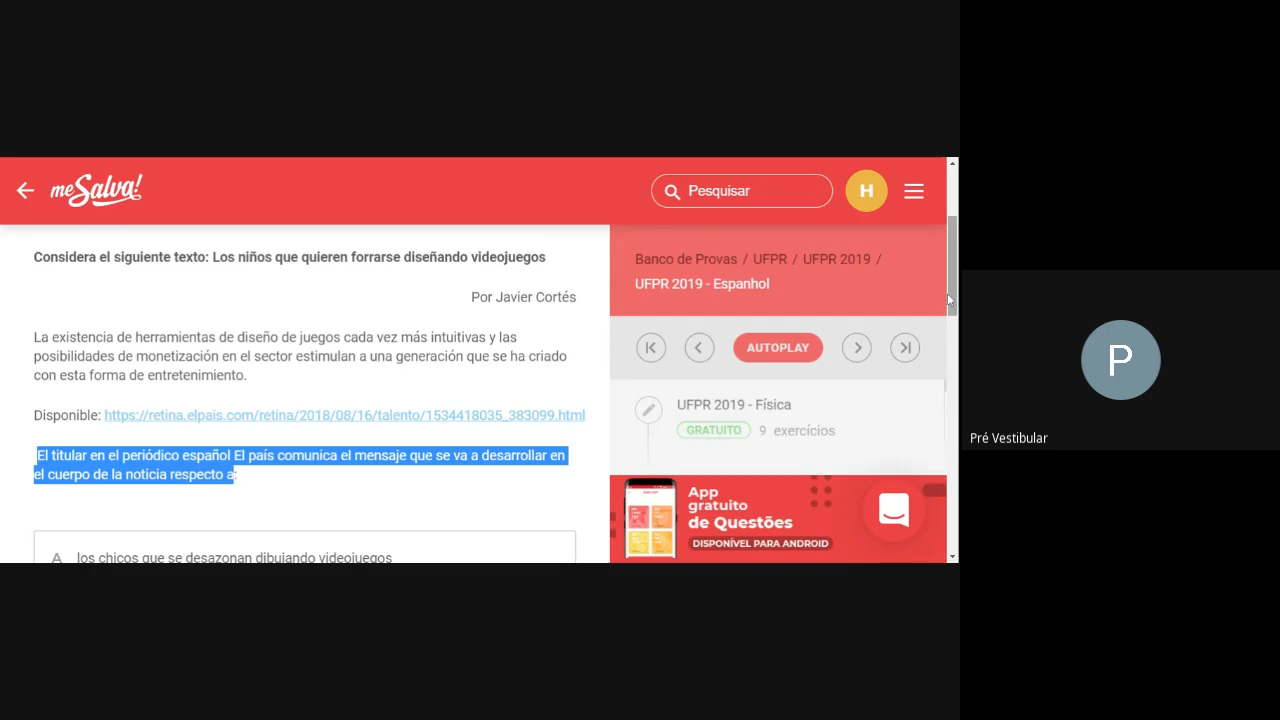 me Salva!
Pesquisar
H
Considera el siguiente texto: Los niños que quieren forrarse diseñando videojuegos
Por Javier Cortés
La existencia de herramientas de diseño de juegos cada vez más intuitivas y las
posibilidades de monetización en el sector estimulan a una generación que se ha criado
con esta forma de entretenimiento.
Disponible: https://retina.elpais.com/retina/2018/08/16/talento/1534418035_383099.html
El titular en el periódico español El país comunica el mensaje que se va a desarrollar en
el cuerpo de la noticia respecto a:
A los chicos que se desazonan dibujando videojuegos
Banco de Provas / UFPR / UFPR 2019 /
UFPR 2019 - Espanhol
AUTOPLAY
UFPR 2019 - Física
GRATUITO 9 exercícios
App
gratuito
de Questões
DISPONÍVEL PARA ANDROID
P
Pré Vestibular